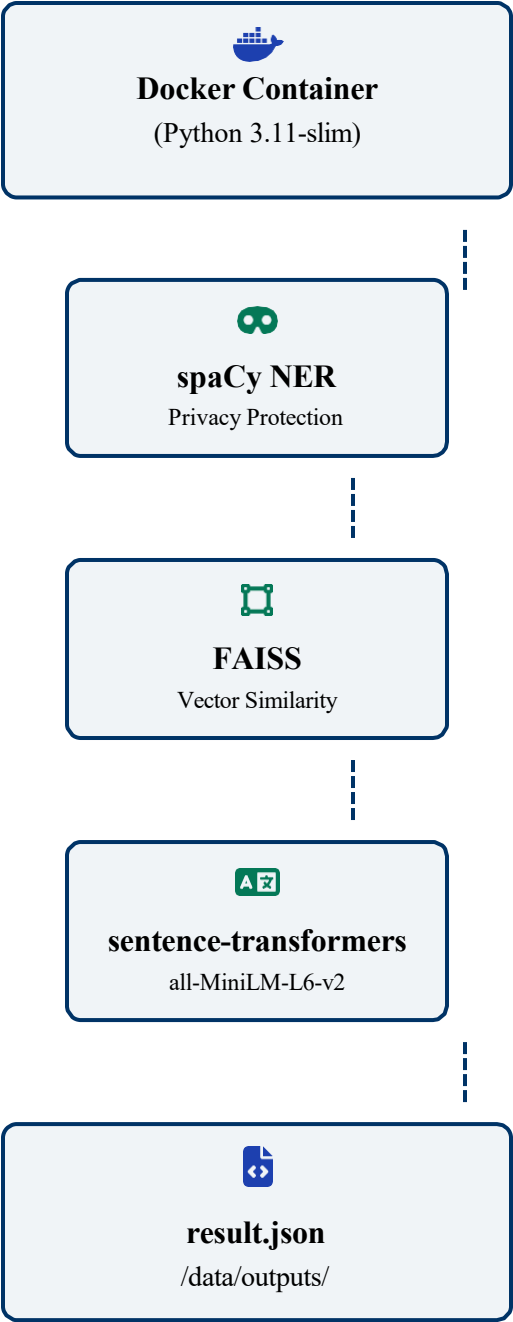 Docker Container
(Python 3.11-slim)
spaCy NER
Privacy Protection
FAISS
Vector Similarity
A 文
sentence-transformers
all-MiniLM-L6-v2
result.json
/data/outputs/